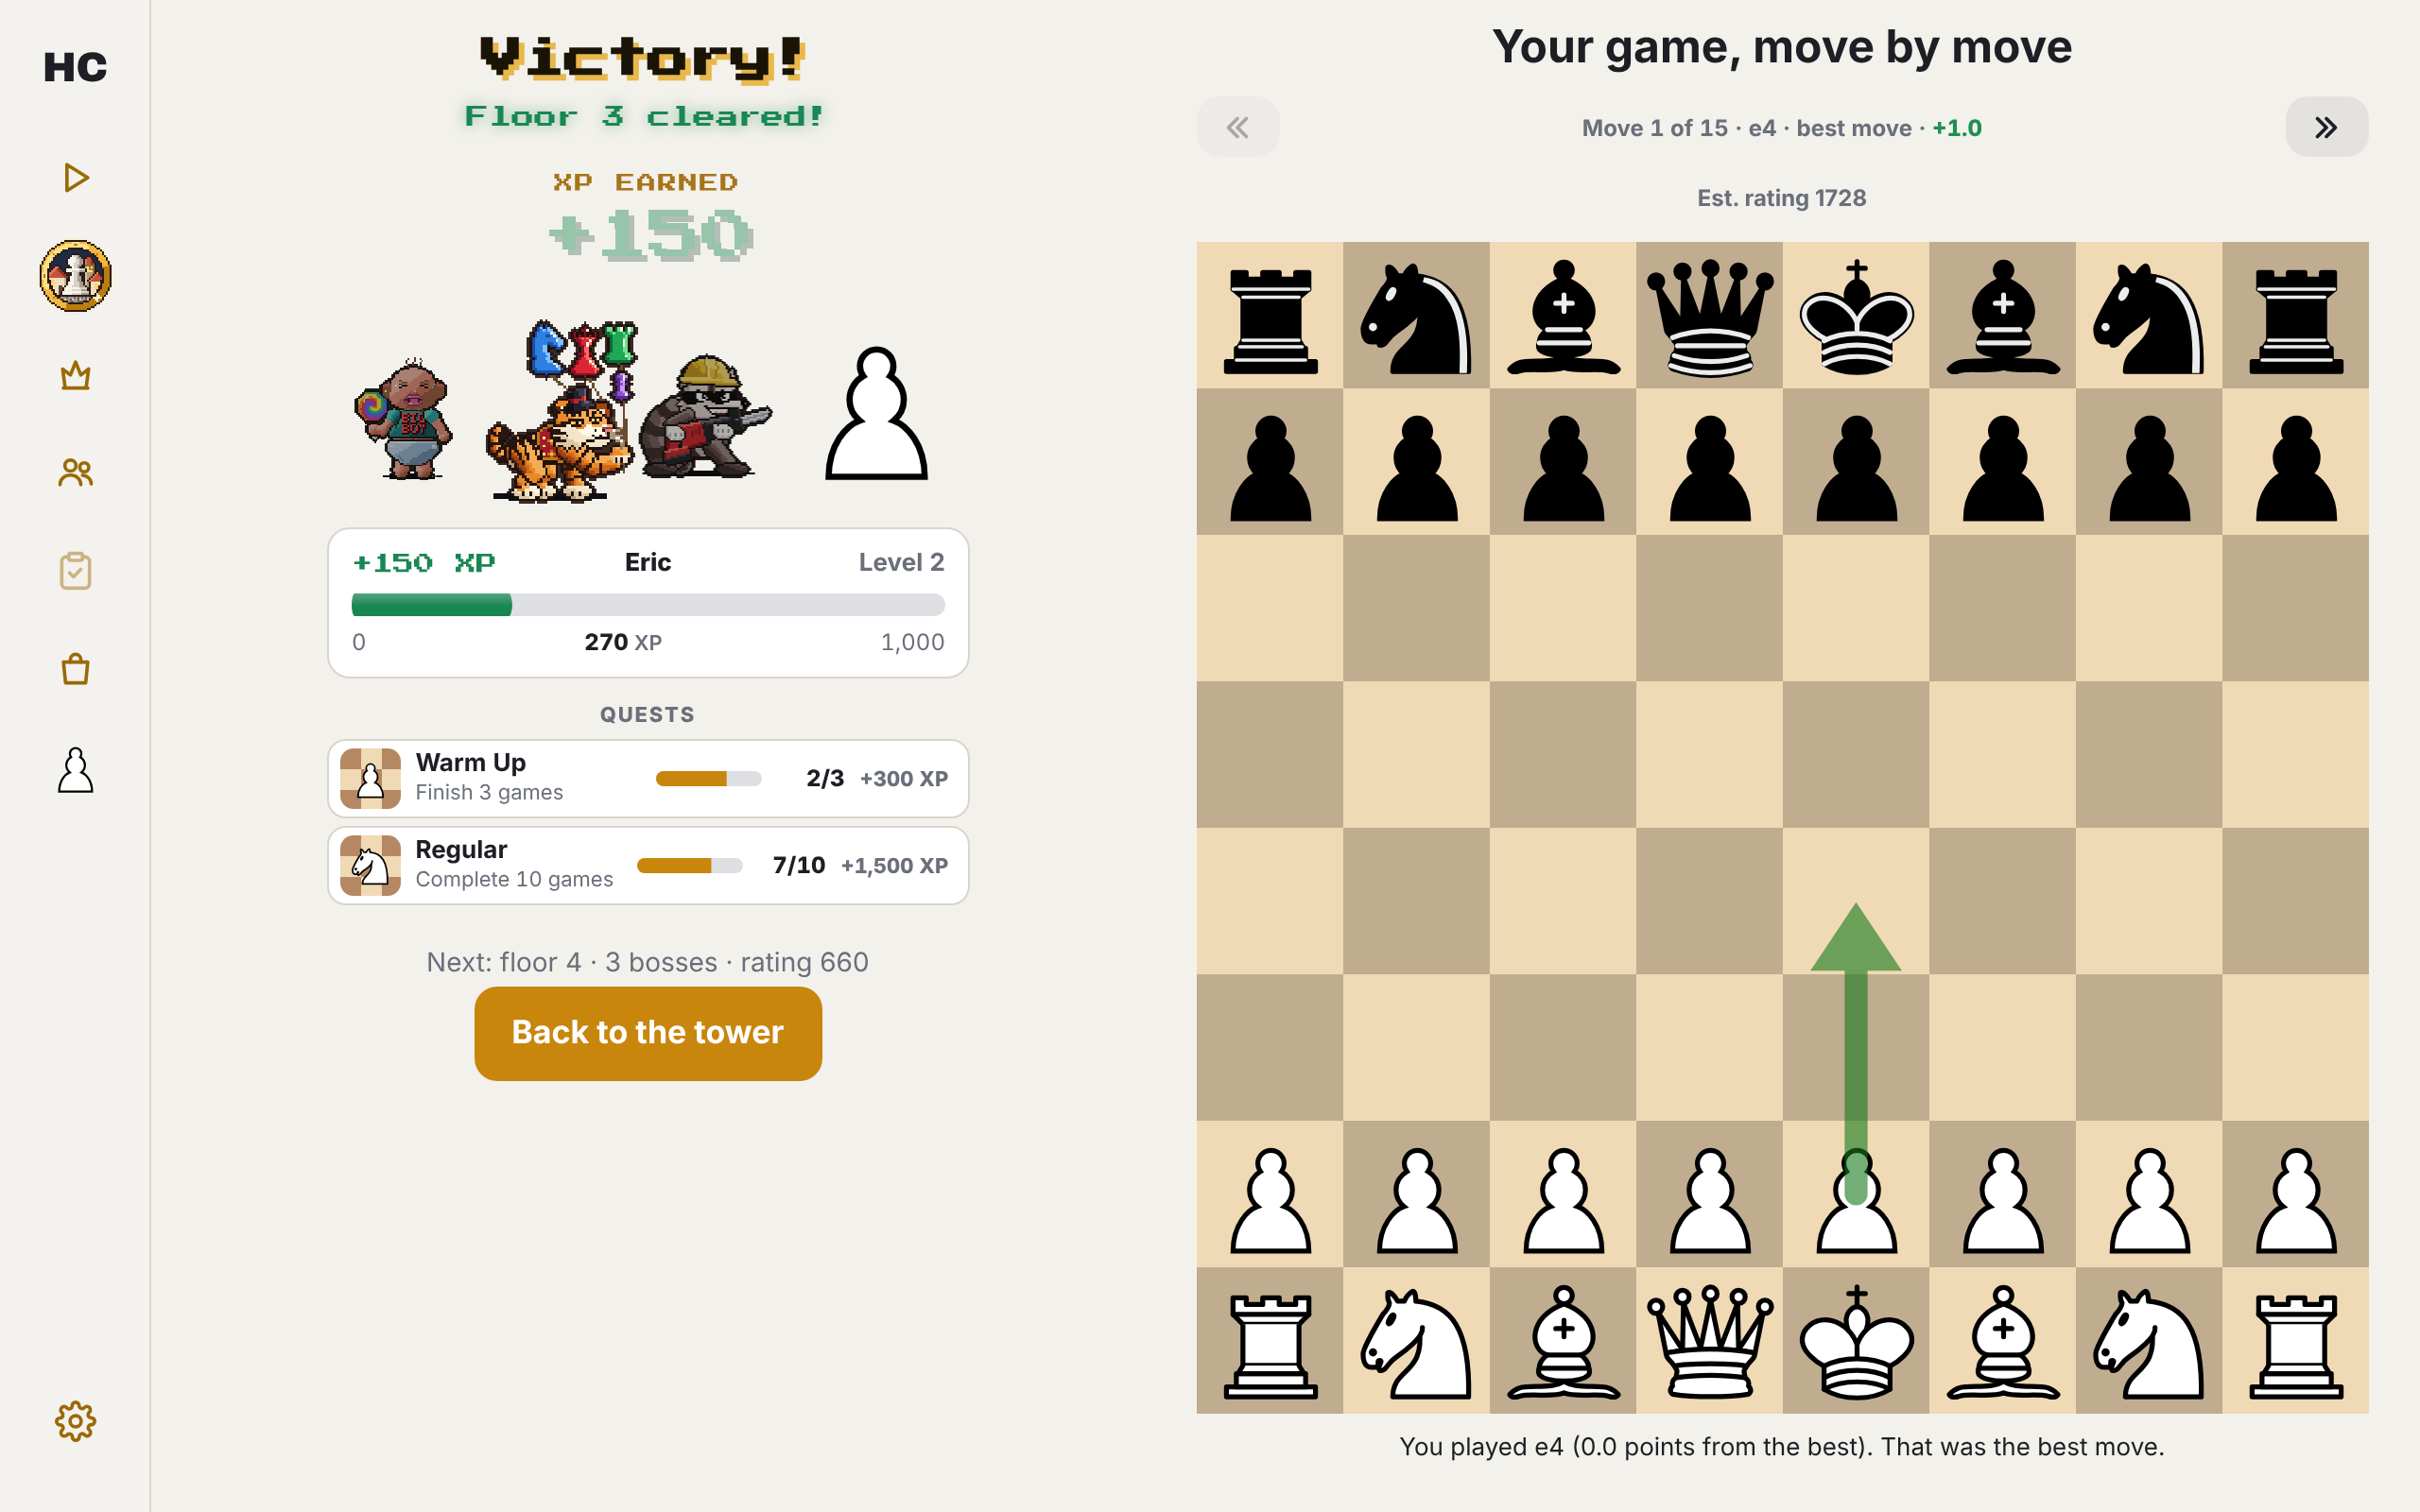 HC
Victory!
Floor 3 cleared!
XP EARNED
+150
BIG
BOY
+150 XP Eric Level 2
0 270 XP 1,000
QUESTS
Warm Up
Finish 3 games
2/3 +300 XP
Regular
Complete 10 games
7/10 +1,500 XP
Next: floor 4 · 3 bosses · rating 660
Back to the tower
Your game, move by move
Move 1 of 15 · e4 · best move · +1.0
Est. rating 1728
You played e4 (0.0 points from the best). That was the best move.